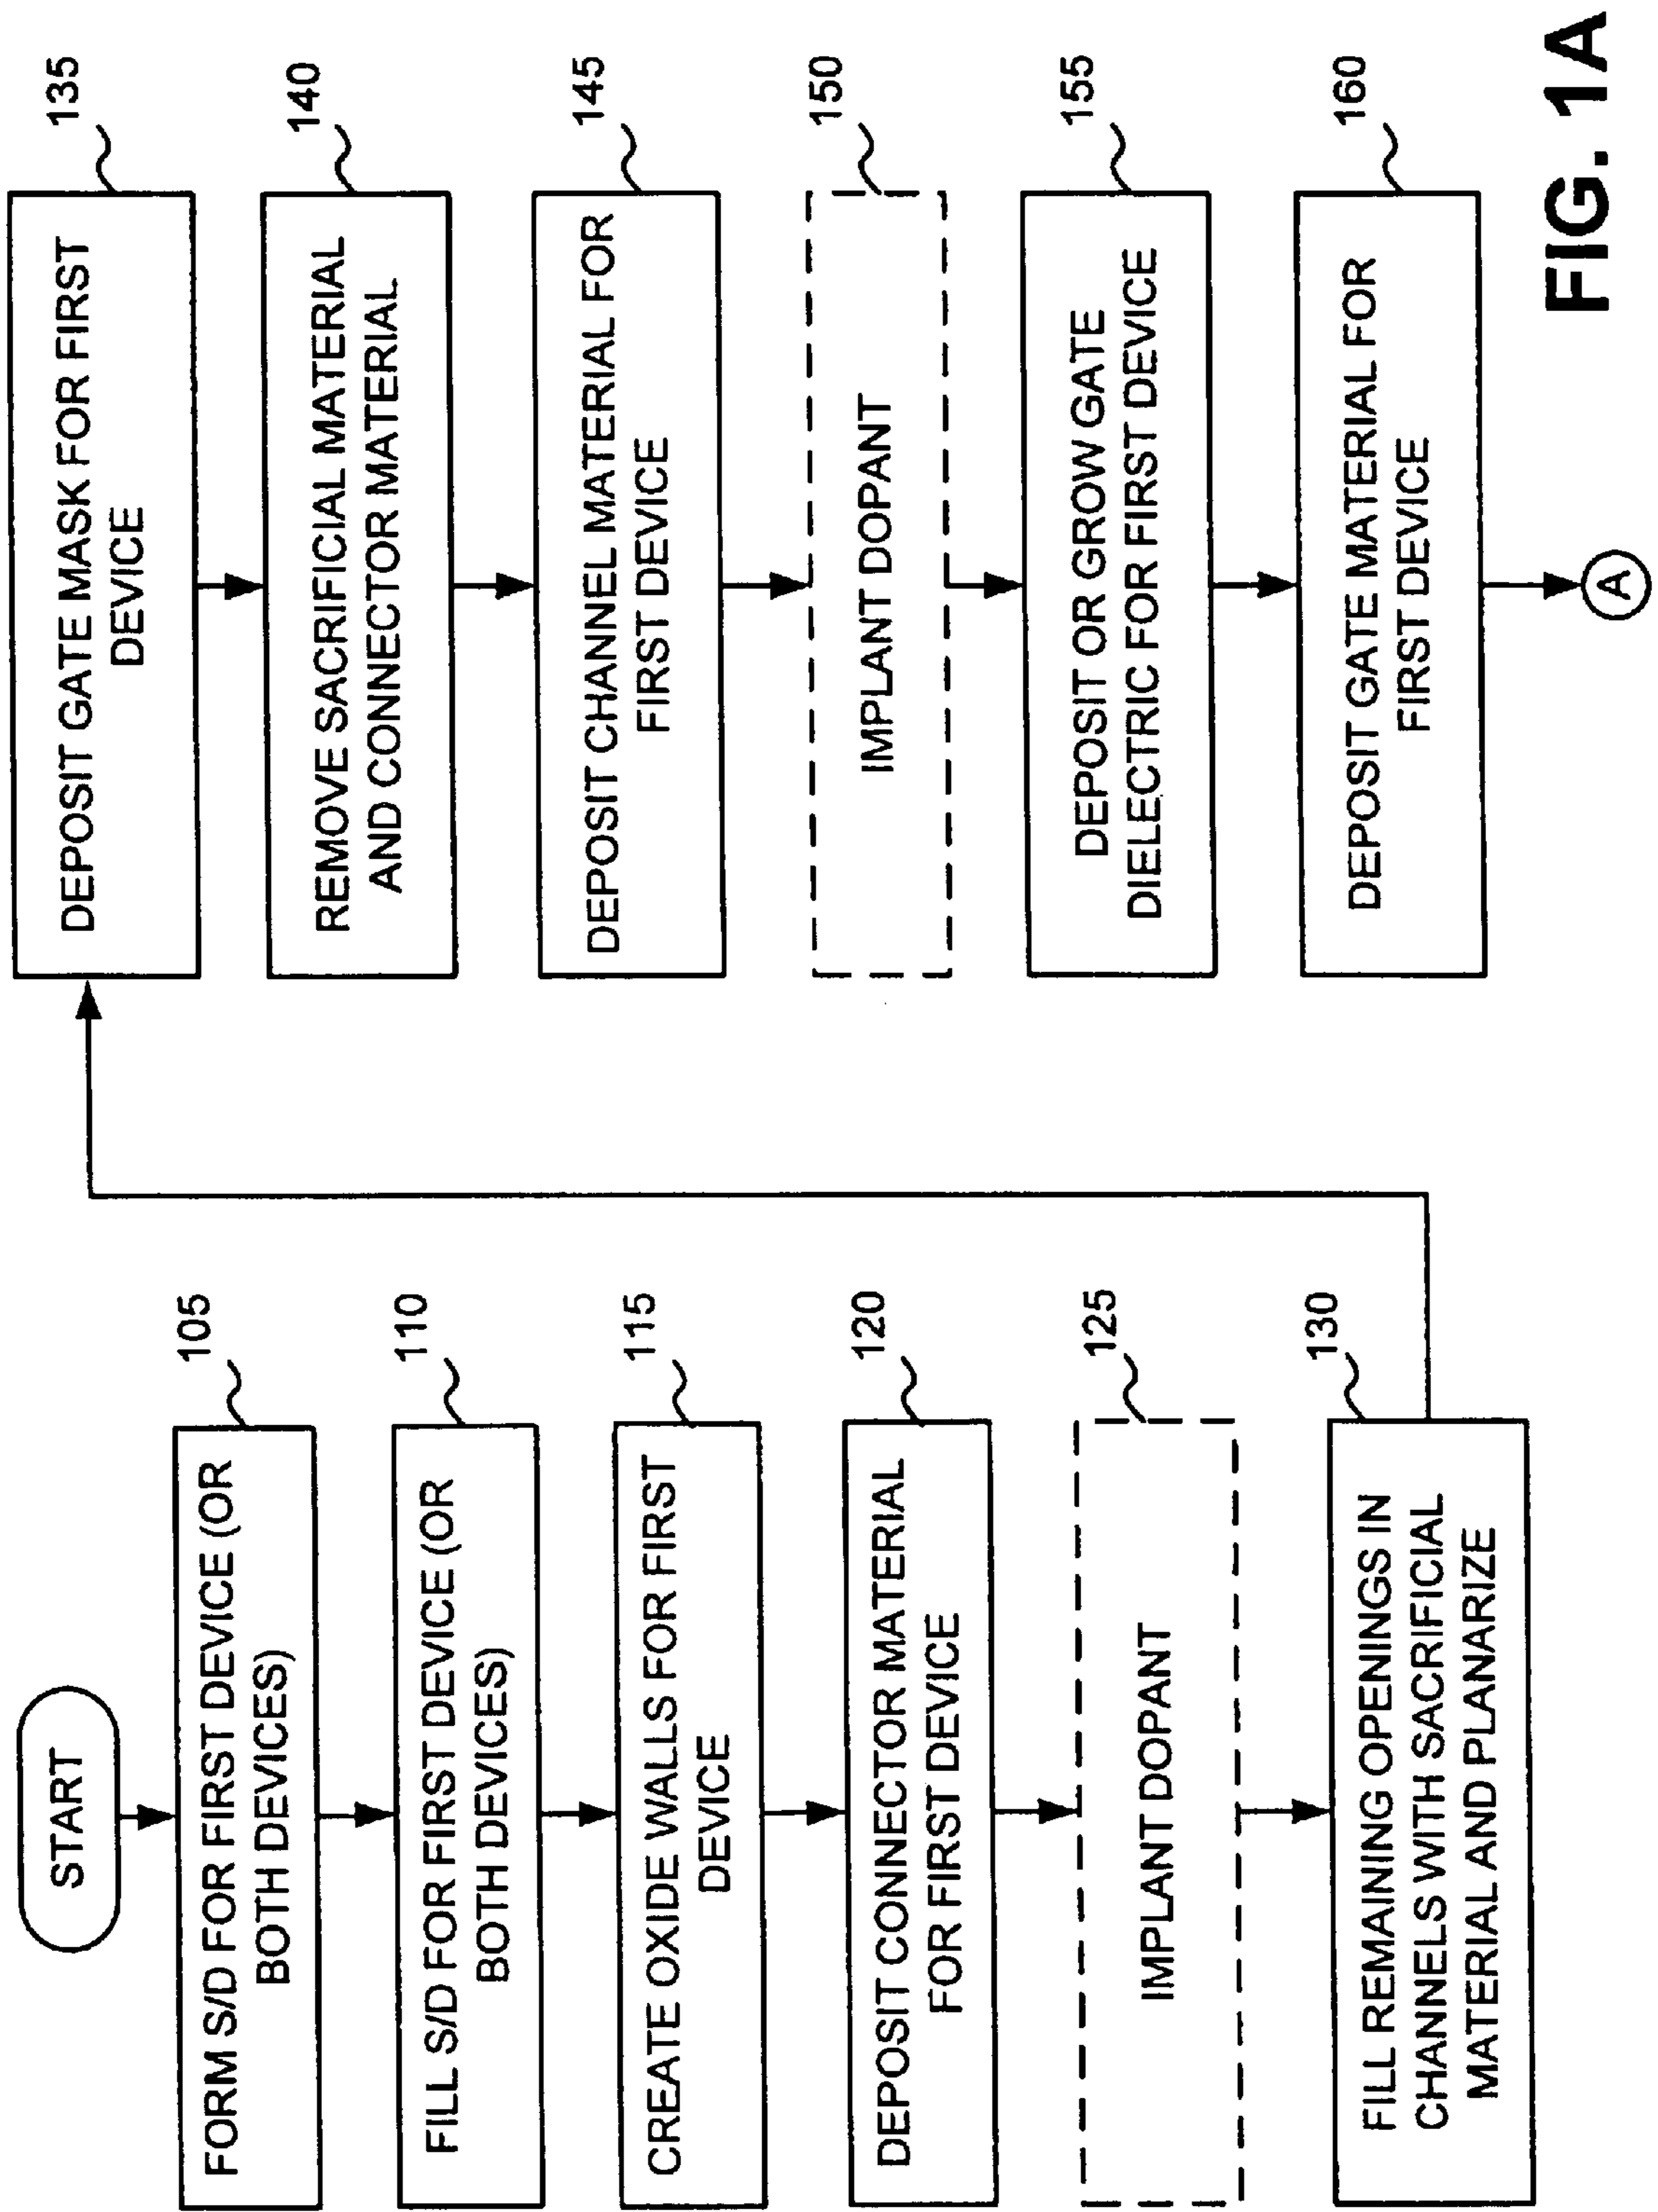 START
FORM S/D FOR FIRST DEVICE (OR
BOTH DEVICES)
105
FILL S/D FOR FIRST DEVICE (OR
BOTH DEVICES)
110
CREATE OXIDE WALLS FOR FIRST
DEVICE
115
DEPOSIT CONNECTOR MATERIAL
FOR FIRST DEVICE
120
IMPLANT DOPANT
125
FILL REMAINING OPENINGS IN
CHANNELS WITH SACRIFICIAL
MATERIAL AND PLANARIZE
130
DEPOSIT GATE MASK FOR FIRST
DEVICE
135
REMOVE SACRIFICIAL MATERIAL
AND CONNECTOR MATERIAL
140
DEPOSIT CHANNEL MATERIAL FOR
FIRST DEVICE
145
IMPLANT DOPANT
150
DEPOSIT OR GROW GATE
DIELECTRIC FOR FIRST DEVICE
155
DEPOSIT GATE MATERIAL FOR
FIRST DEVICE
160
A
FIG. 1A